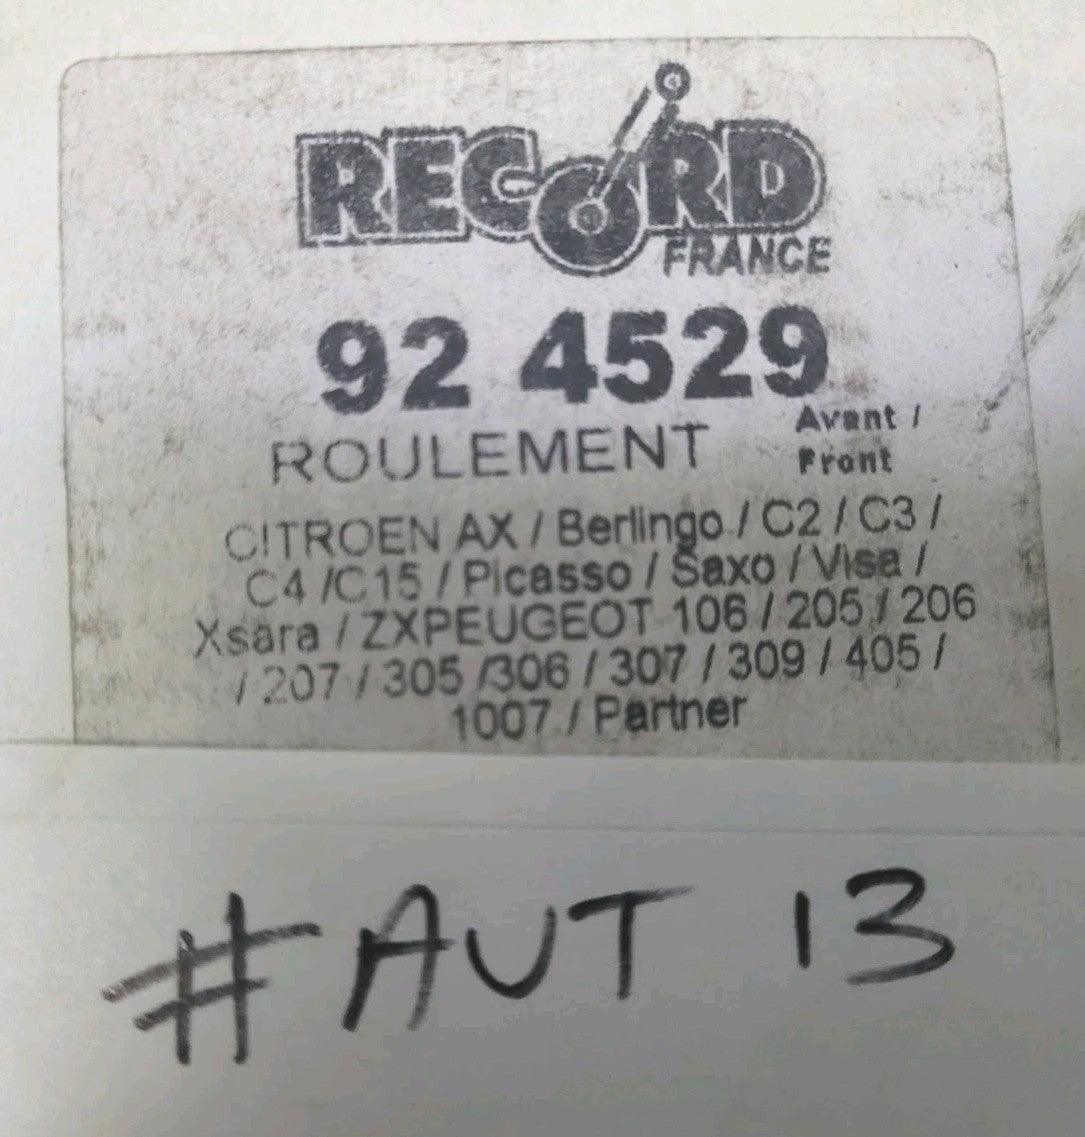 RECORD
FRANCE
92 4529
ROULEMENT
Avant /
Front
CITROEN AX / Berlingo / C2 / C3 /
C4 /C15 / Picasso / Saxo / Visa /
Xsara / ZXPEUGEOT 106 / 205 / 206
/ 207 / 305 /306 / 307 / 309 / 405 /
1007 / Partner
#AUT 13